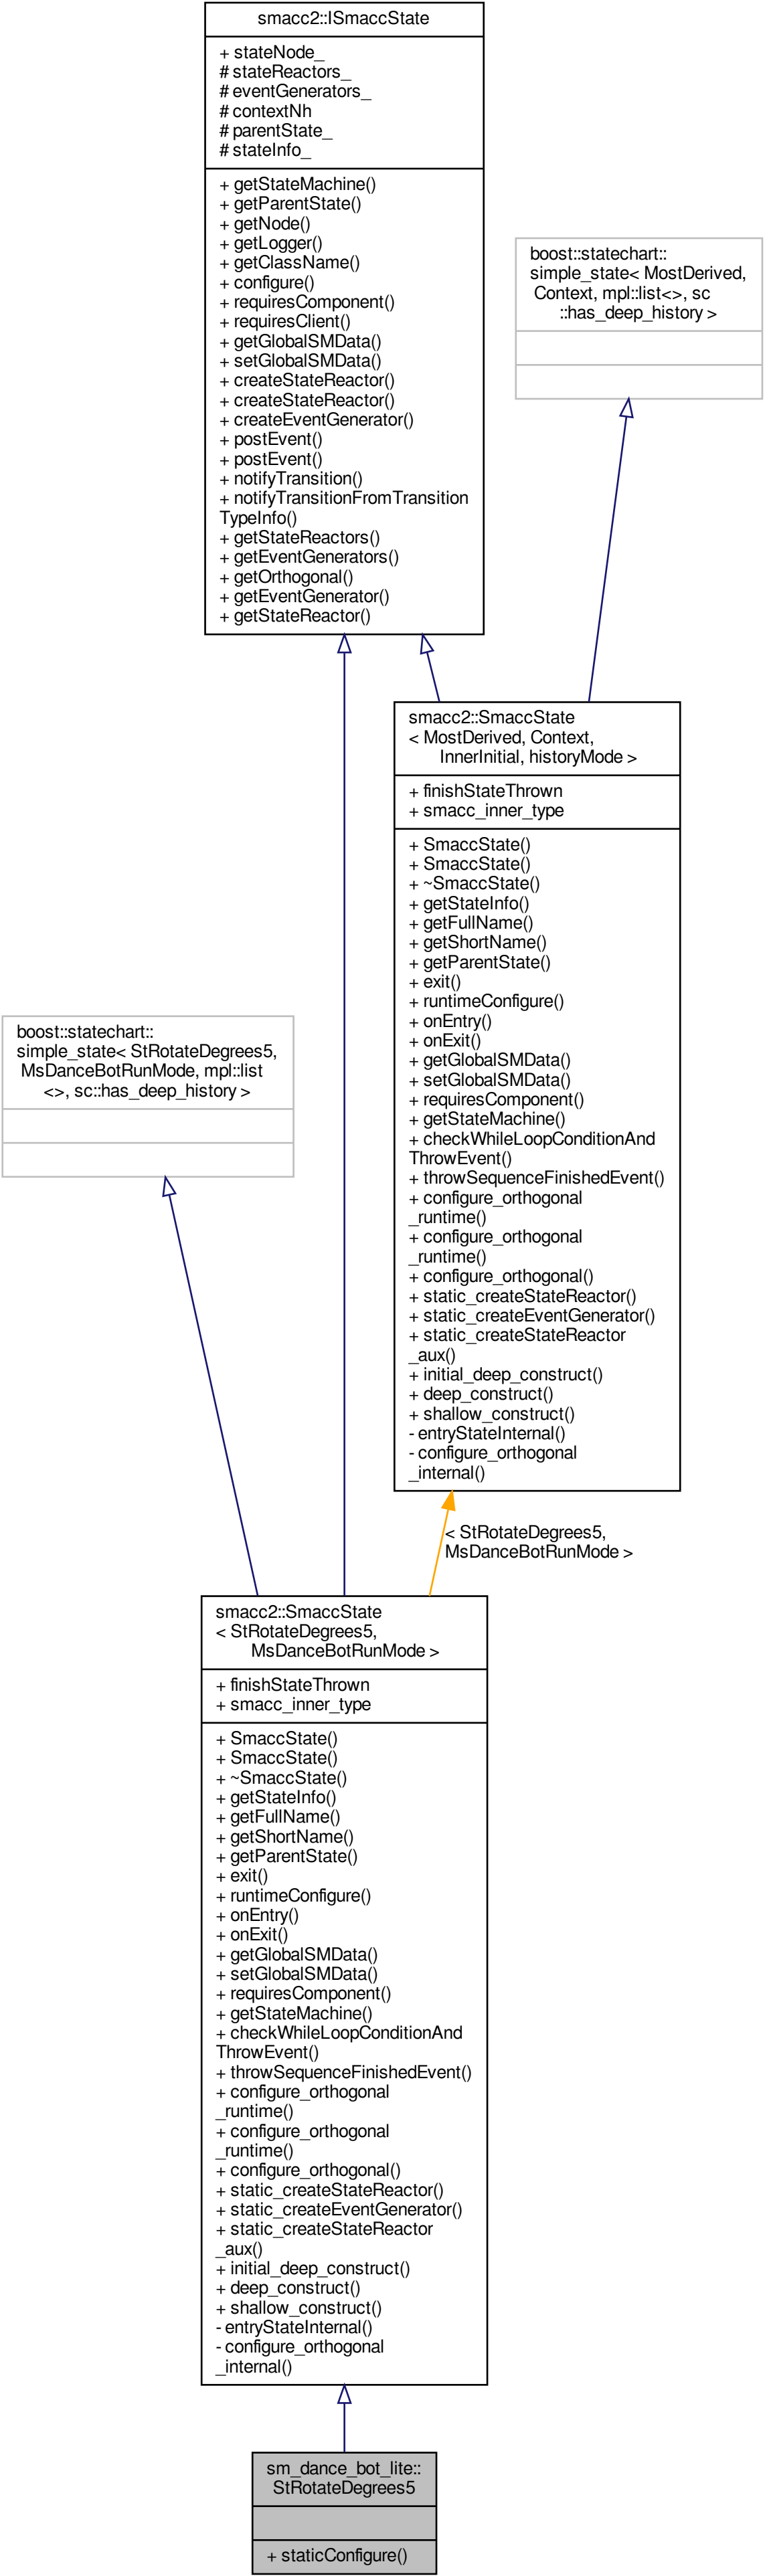 smacc2::ISmaccState
+ stateNode_
# stateReactors_
# eventGenerators_
# contextNh
# parentState_
# stateInfo_
+ getStateMachine()
+ getParentState()
+ getNode()
+ getLogger()
+ getClassName()
+ configure()
+ requiresComponent()
+ requiresClient()
+ getGlobalSMData()
+ setGlobalSMData()
+ createStateReactor()
+ createStateReactor()
+ createEventGenerator()
+ postEvent()
+ postEvent()
+ notifyTransition()
+ notifyTransitionFromTransition
TypeInfo()
+ getStateReactors()
+ getEventGenerators()
+ getOrthogonal()
+ getEventGenerator()
+ getStateReactor()
boost::statechart::
simple_state< MostDerived,
Context, mpl::list<>, sc
::has_deep_history >
smacc2::SmaccState
< MostDerived, Context,
InnerInitial, historyMode >
+ finishStateThrown
+ smacc_inner_type
+ SmaccState()
+ SmaccState()
+ ~SmaccState()
+ getStateInfo()
+ getFullName()
+ getShortName()
+ getParentState()
+ exit()
+ runtimeConfigure()
+ onEntry()
+ onExit()
+ getGlobalSMData()
+ setGlobalSMData()
+ requiresComponent()
+ getStateMachine()
+ checkWhileLoopConditionAnd
ThrowEvent()
+ throwSequenceFinishedEvent()
+ configure_orthogonal
_runtime()
+ configure_orthogonal
_runtime()
+ configure_orthogonal()
+ static_createStateReactor()
+ static_createEventGenerator()
+ static_createStateReactor
_aux()
+ initial_deep_construct()
+ deep_construct()
+ shallow_construct()
- entryStateInternal()
- configure_orthogonal
_internal()
boost::statechart::
simple_state< StRotateDegrees5,
MsDanceBotRunMode, mpl::list
<>, sc::has_deep_history >
< StRotateDegrees5,
MsDanceBotRunMode >
smacc2::SmaccState
< StRotateDegrees5,
MsDanceBotRunMode >
+ finishStateThrown
+ smacc_inner_type
+ SmaccState()
+ SmaccState()
+ ~SmaccState()
+ getStateInfo()
+ getFullName()
+ getShortName()
+ getParentState()
+ exit()
+ runtimeConfigure()
+ onEntry()
+ onExit()
+ getGlobalSMData()
+ setGlobalSMData()
+ requiresComponent()
+ getStateMachine()
+ checkWhileLoopConditionAnd
ThrowEvent()
+ throwSequenceFinishedEvent()
+ configure_orthogonal
_runtime()
+ configure_orthogonal
_runtime()
+ configure_orthogonal()
+ static_createStateReactor()
+ static_createEventGenerator()
+ static_createStateReactor
_aux()
+ initial_deep_construct()
+ deep_construct()
+ shallow_construct()
- entryStateInternal()
- configure_orthogonal
_internal()
sm_dance_bot_lite::
StRotateDegrees5
+ staticConfigure()